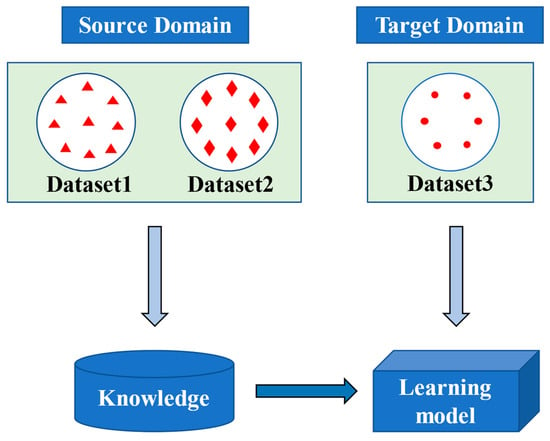 Source Domain
Target Domain
Dataset1
Dataset2
Dataset3
Knowledge
Learning
model